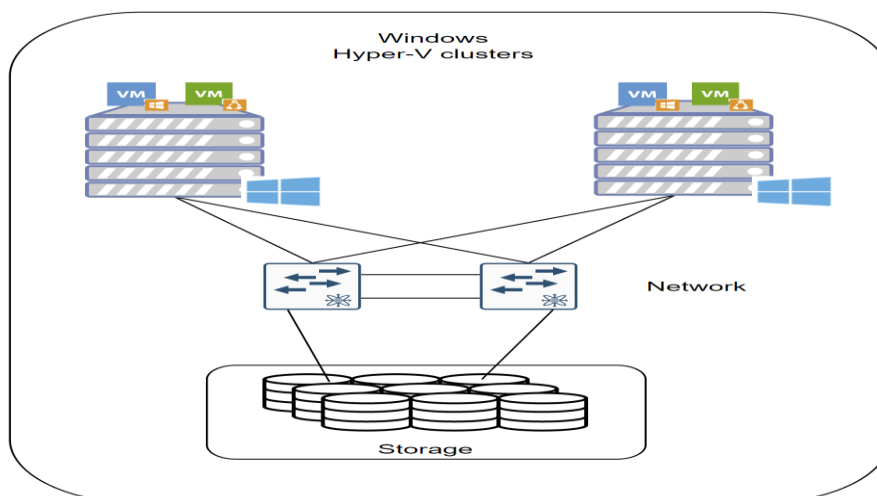 Windows
Hyper-V clusters
VM
VM
VM
VM
Network
Storage